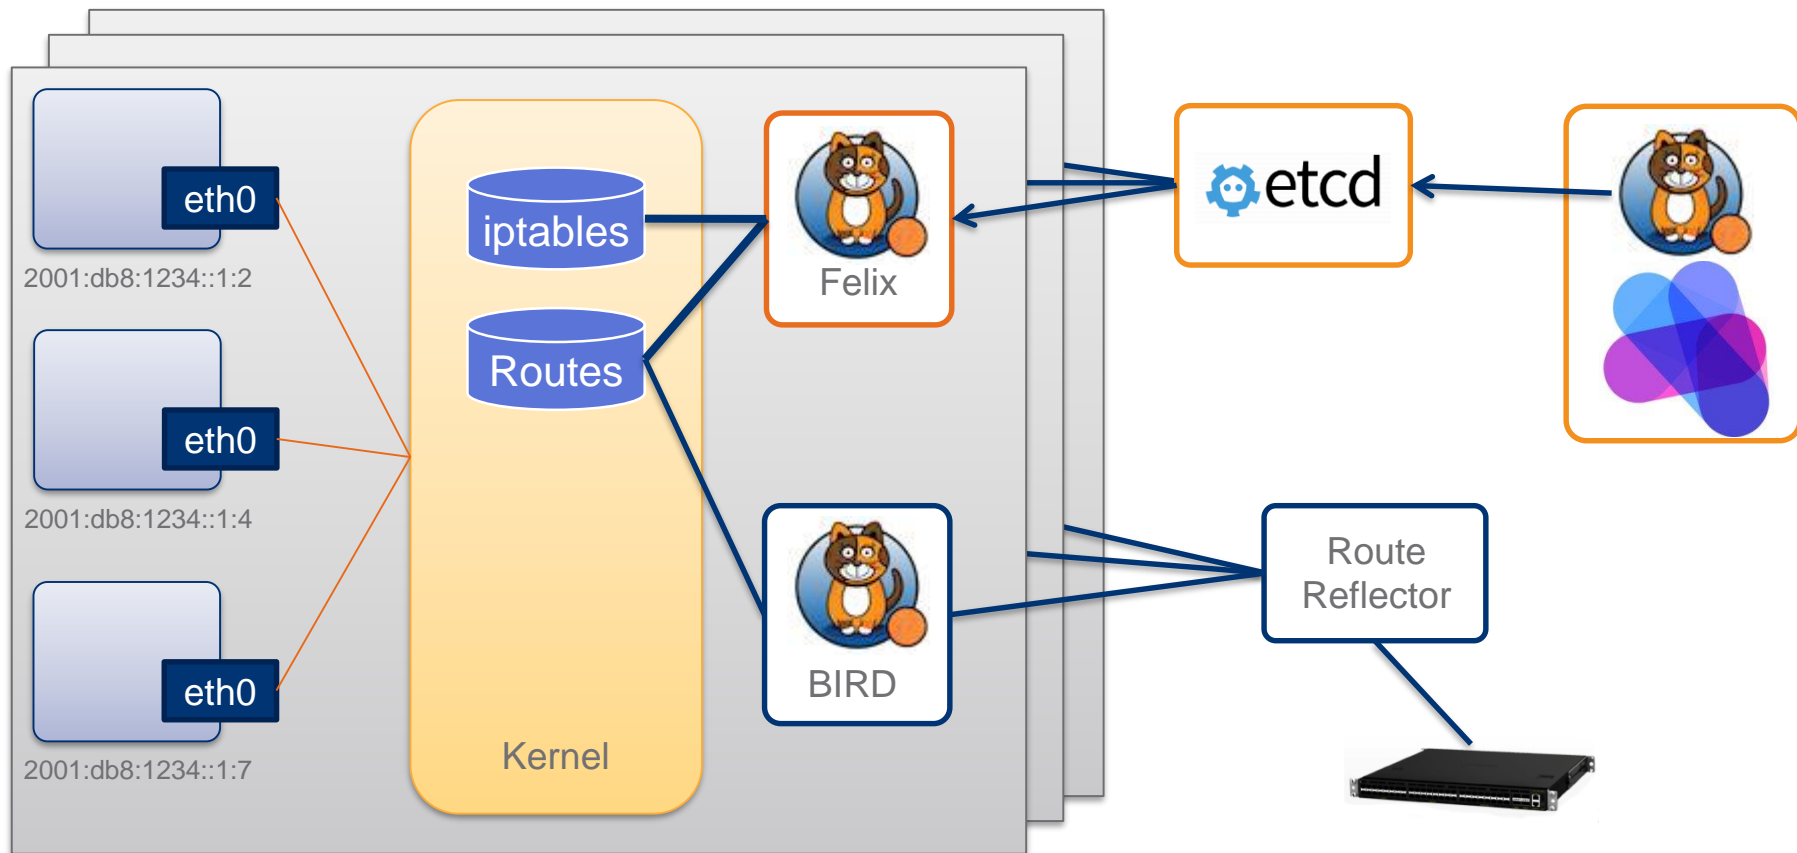 eth0
2001:db8:1234::1:2
eth0
2001:db8:1234::1:4
eth0
2001:db8:1234::1:7
iptables
Routes
Kernel
Felix
BIRD
etcd
Route
Reflector